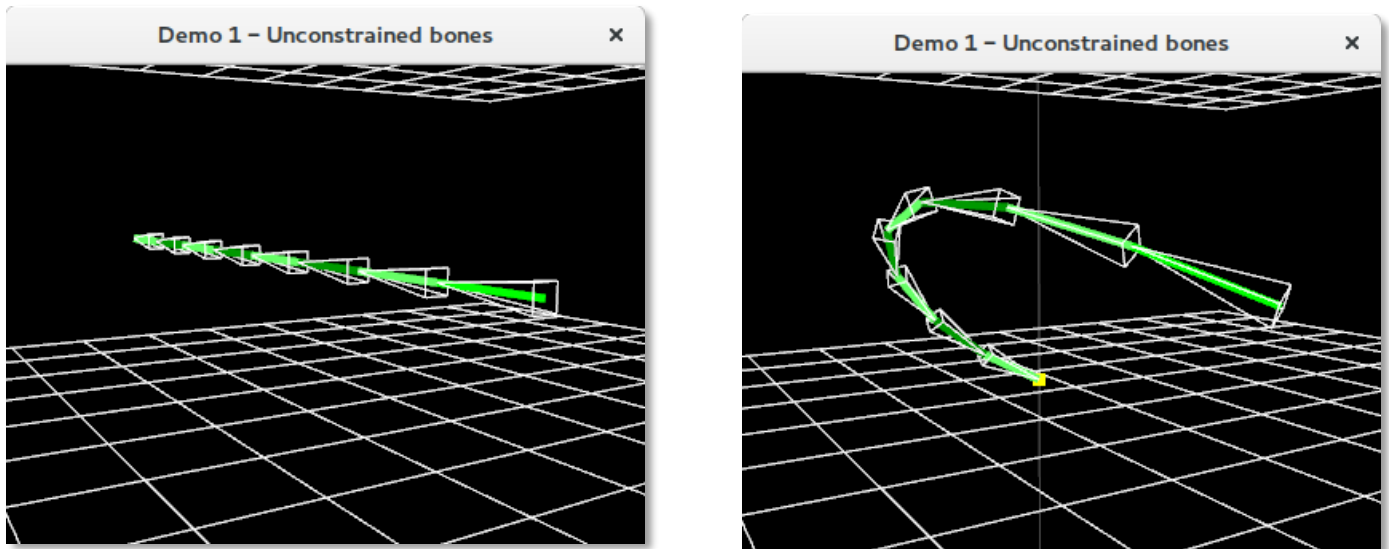 Demo 1 – Unconstrained bones ×
Demo 1 – Unconstrained bones ×